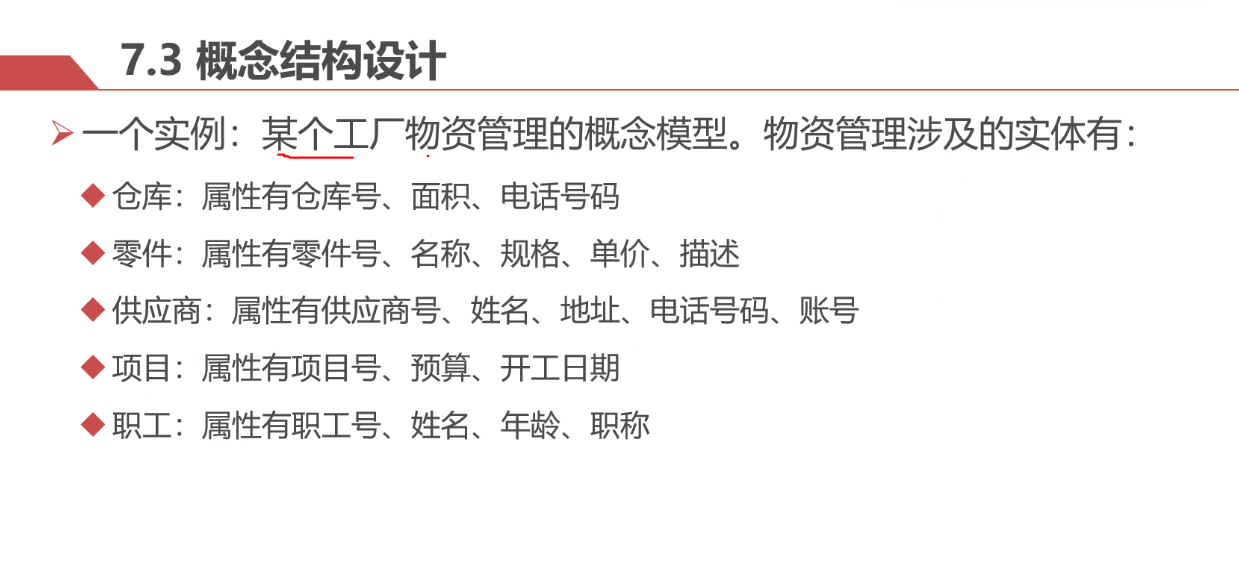 7.3 概念结构设计
一个实例：某个工厂物资管理的概念模型。物资管理涉及的实体有：
仓库：属性有仓库号、面积、电话号码
零件：属性有零件号、名称、规格、单价、描述
供应商：属性有供应商号、姓名、地址、电话号码、账号
项目：属性有项目号、预算、开工日期
职工：属性有职工号、姓名、年龄、职称